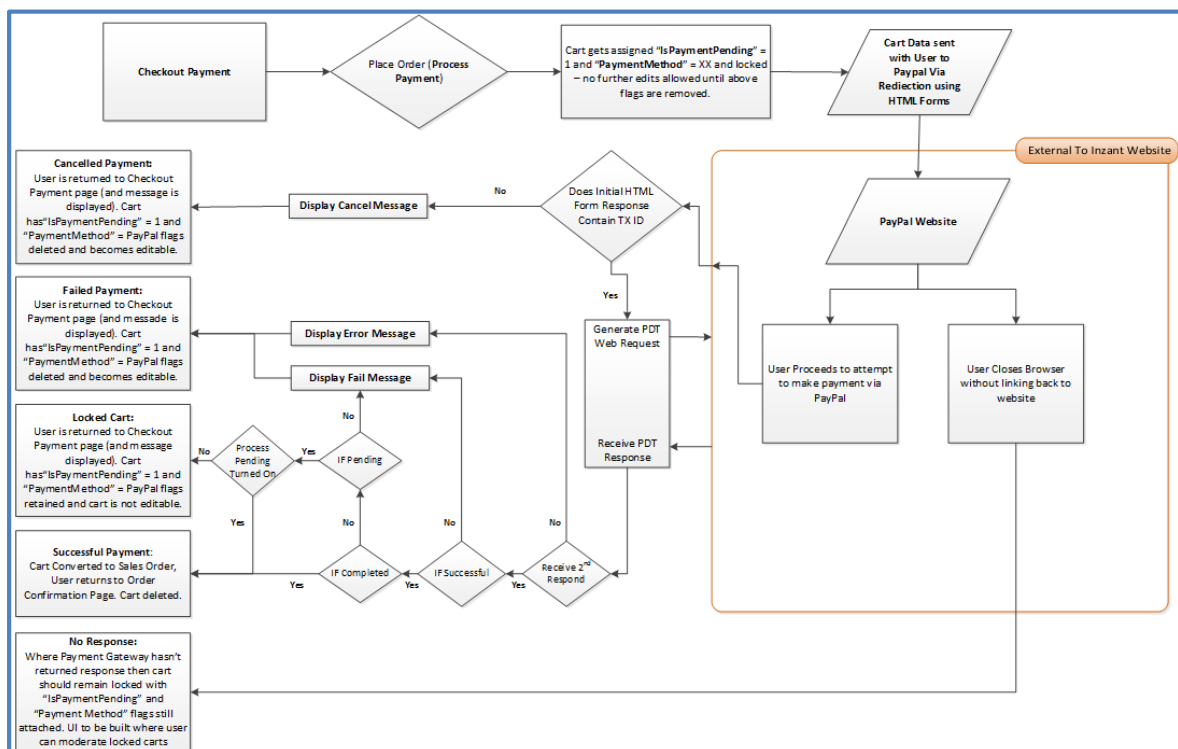 Checkout Payment
Place Order (Process
Payment)
Cart gets assigned “IsPaymentPending” =
1 and “PaymentMethod” = XX and locked
– no further edits allowed until above
flags are removed.
Cart Data sent
with User to
Paypal Via
Rediection using
HTML Forms
External To Inzant Website
Cancelled Payment:
User is returned to Checkout
Payment page (and message is
displayed). Cart
has“IsPaymentPending” = 1 and
“PaymentMethod” = PayPal flags
deleted and becomes editable.
Display Cancel Message
No
Does Initial HTML
Form Response
Contain TX ID
Yes
PayPal Website
Failed Payment:
User is returned to Checkout
Payment page (and messade is
displayed). Cart
has“IsPaymentPending” = 1 and
“PaymentMethod” = PayPal flags
deleted and becomes editable.
Display Error Message
Display Fail Message
Generate PDT
Web Request
Receive PDT
Response
User Proceeds to attempt
to make payment via
PayPal
User Closes Browser
without linking back to
website
Locked Cart:
User is returned to Checkout
Payment page (and message
displayed). Cart
has“IsPaymentPending” = 1 and
“PaymentMethod” = PayPal flags
retained and cart is not editable.
No
Process
Pending
Turned On
Yes
IF Pending
No
Yes
No
No
No
Successful Payment:
Cart Converted to Sales Order,
User returns to Order
Confirmation Page. Cart deleted.
Yes
IF Completed
Yes
IF Successful
Yes
Receive 2nd
Respond
No Response:
Where Payment Gateway hasn’t
returned response then cart
should remain locked with
“IsPaymentPending” and
“Payment Method” flags still
attached. UI to be built where user
can moderate locked carts